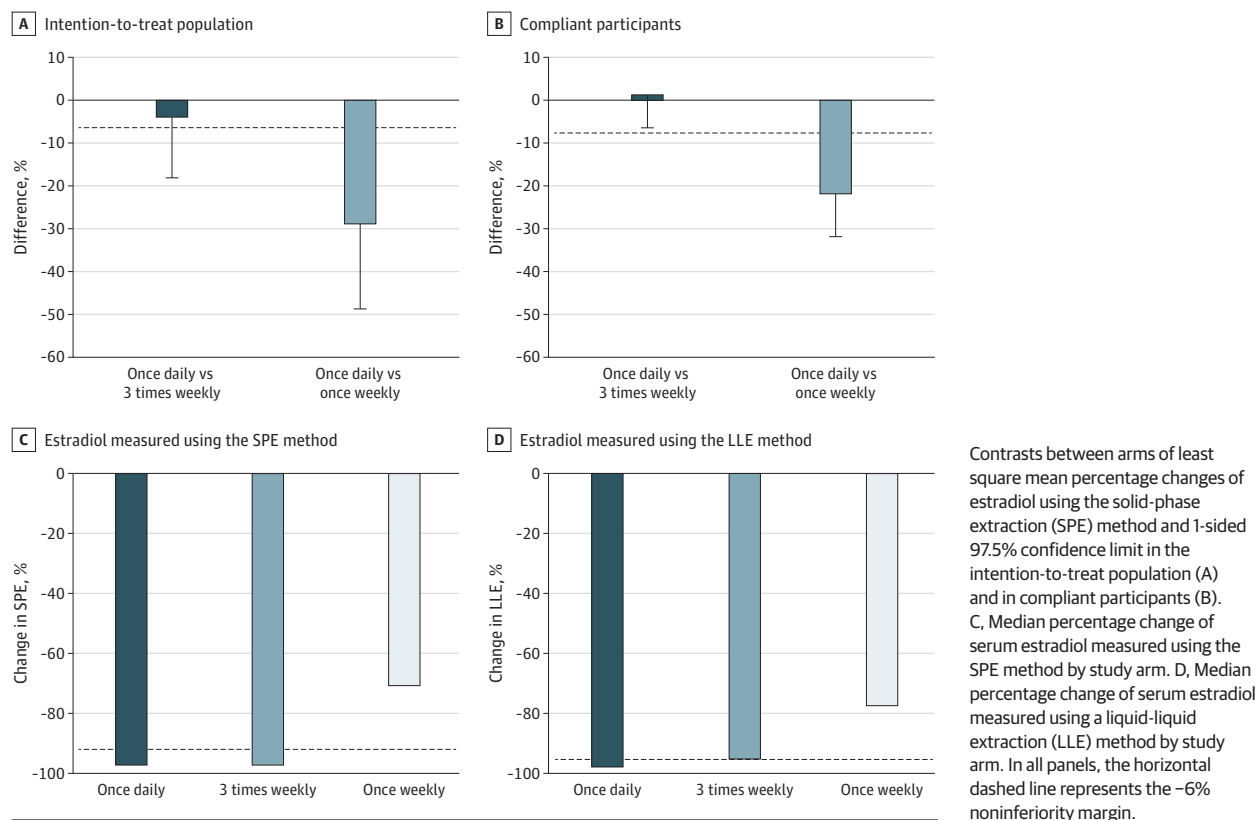 A Intention-to-treat population
10
0
-10
-20
-30
-40
-50
-60
Difference, %
Once daily vs
3 times weekly
Once daily vs
once weekly
B Compliant participants
10
0
-10
-20
-30
-40
-50
-60
Difference, %
Once daily vs
3 times weekly
Once daily vs
once weekly
C Estradiol measured using the SPE method
0
-20
-40
-60
-80
-100
Change in SPE, %
Once daily
3 times weekly
Once weekly
D Estradiol measured using the LLE method
0
-20
-40
-60
-80
-100
Change in LLE, %
Once daily
3 times weekly
Once weekly
Contrasts between arms of least
square mean percentage changes of
estradiol using the solid-phase
extraction (SPE) method and 1-sided
97.5% confidence limit in the
intention-to-treat population (A)
and in compliant participants (B).
C, Median percentage change of
serum estradiol measured using the
SPE method by study arm. D, Median
percentage change of serum estradiol
measured using a liquid-liquid
extraction (LLE) method by study
arm. In all panels, the horizontal
dashed line represents the −6%
noninferiority margin.